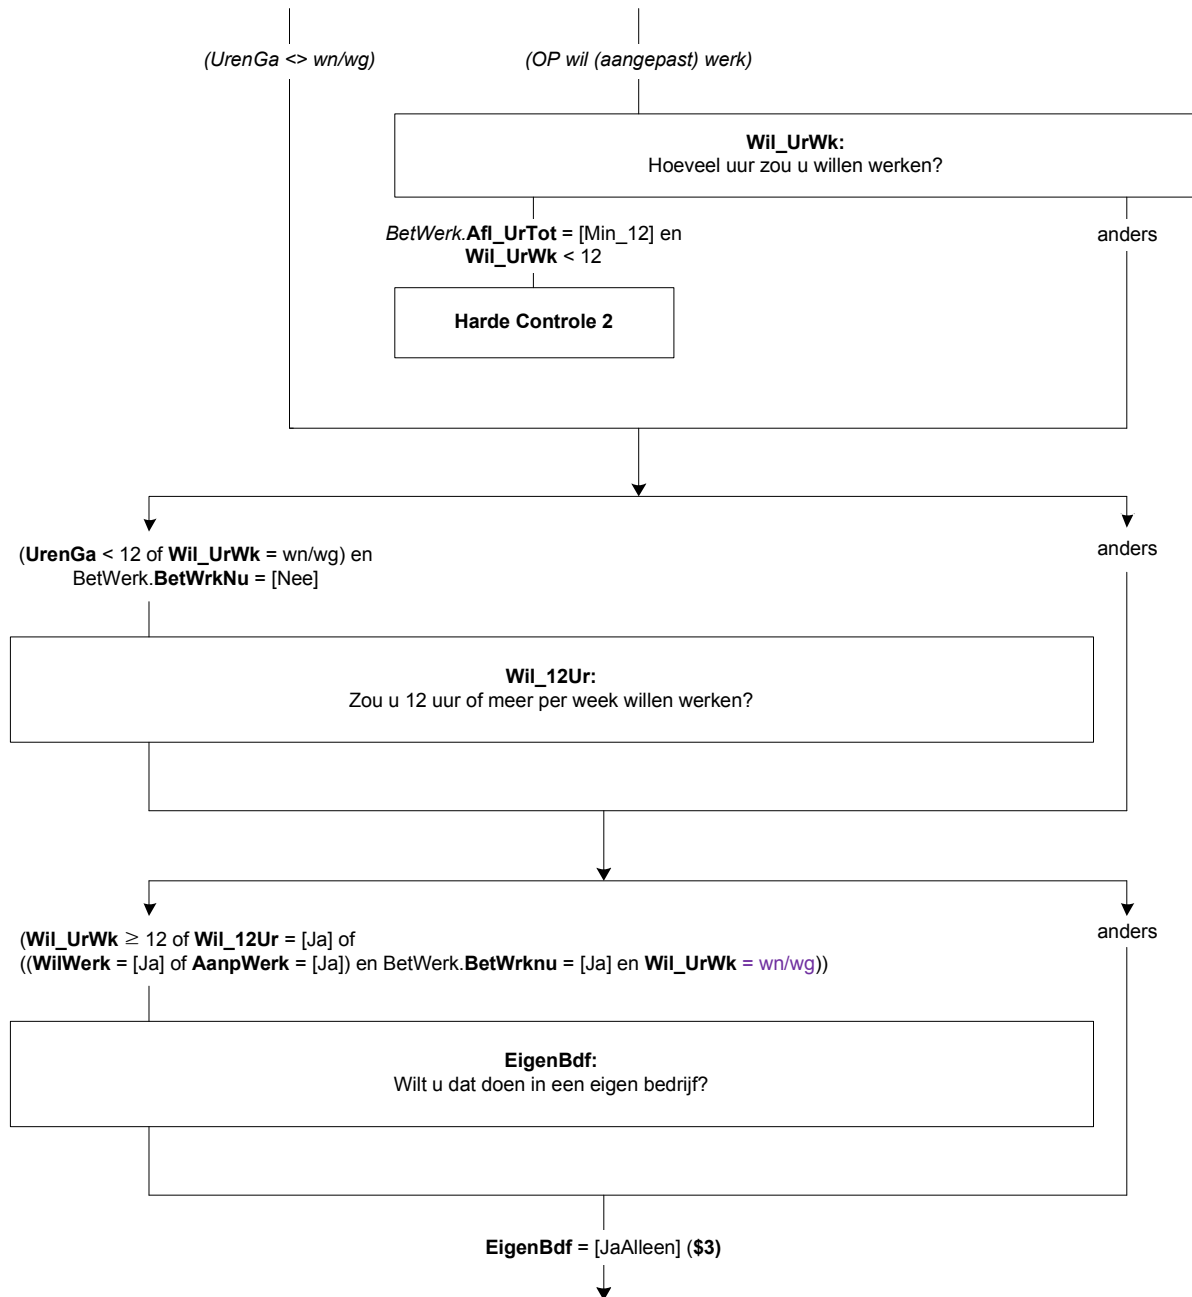 (UrenGa <> wn/wg)
(OP wil (aangepast) werk)
Wil_UrWk:
Hoeveel uur zou u willen werken?
BetWerk.Afl_UrTot = [Min_12] en
Wil_UrWk < 12
anders
Harde Controle 2
(UrenGa < 12 of Wil_UrWk = wn/wg) en
BetWerk.BetWrkNu = [Nee]
anders
Wil_12Ur:
Zou u 12 uur of meer per week willen werken?
(Wil_UrWk ≥ 12 of Wil_12Ur = [Ja] of
((WilWerk = [Ja] of AanpWerk = [Ja]) en BetWerk.BetWrknu = [Ja] en Wil_UrWk = wn/wg))
anders
EigenBdf:
Wilt u dat doen in een eigen bedrijf?
EigenBdf = [JaAlleen] ($3)